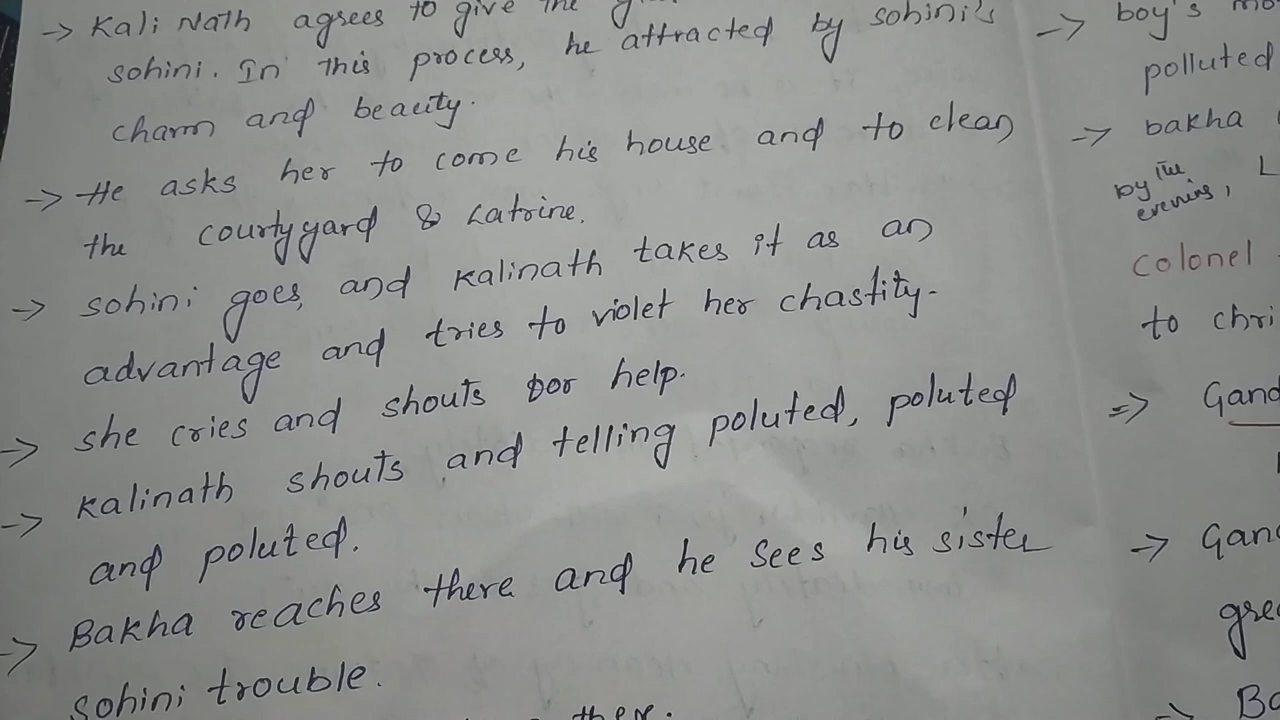 -> Kali Nath agrees to give the
sohini. In this process, he attracted by sohini's
charm and beauty.
-> He asks her to come his house and to clean
the courtyyard & Latrine.
-> sohini goes, and Kalinath takes it as an
advantage and tries to violet her chastity.
-> she cries and shouts for help.
-> Kalinath shouts and telling poluted, poluted
and poluted.
-> Bakha reaches there and he sees his sister
sohini trouble.
there.
-> boy's
polluted
-> bakha
by the
evening,
colonel
to chri
=> Gand
-> Gan
gre
-> Ba